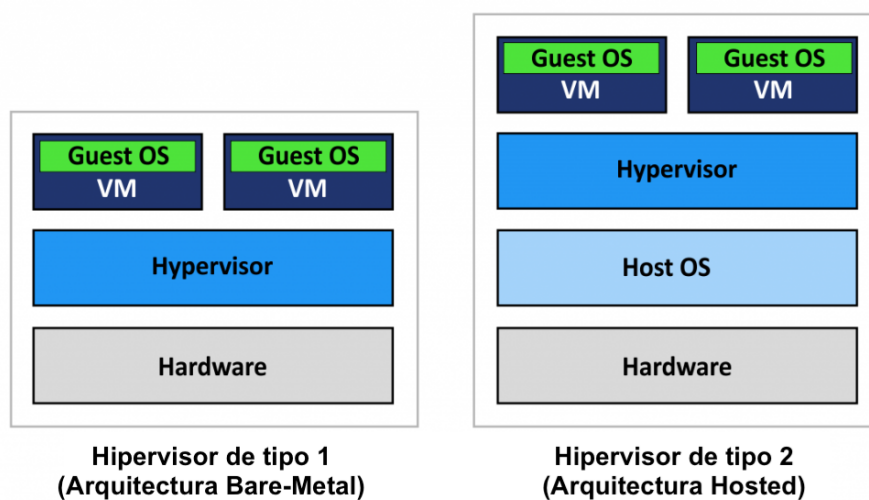 Guest OS
VM
Guest OS
VM
Hypervisor
Hardware
Hipervisor de tipo 1
(Arquitectura Bare-Metal)
Guest OS
VM
Guest OS
VM
Hypervisor
Host OS
Hardware
Hipervisor de tipo 2
(Arquitectura Hosted)